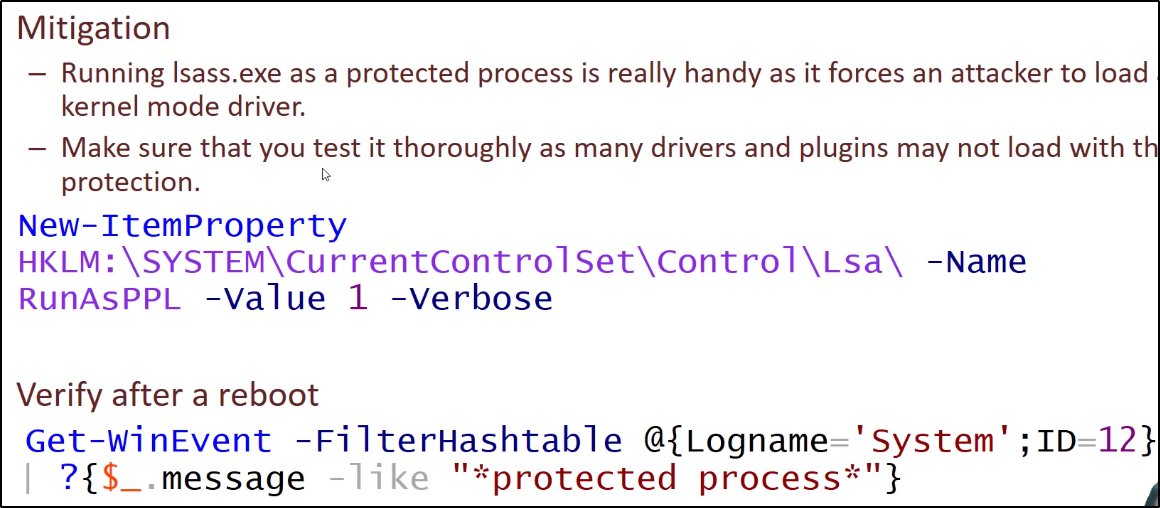 Mitigation
– Running lsass.exe as a protected process is really handy as it forces an attacker to load
kernel mode driver.
– Make sure that you test it thoroughly as many drivers and plugins may not load with
protection.
New-ItemProperty
HKLM:\SYSTEM\CurrentControlSet\Control\Lsa\ -Name
RunAsPPL -Value 1 -Verbose
Verify after a reboot
Get-WinEvent -FilterHashtable @{Logname='System';ID=12}
| ?{$_.message -like "*protected process*"}